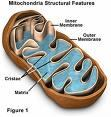 Mitochondria Structural Features
Inner
Membrane
Outer
Membrane
Cristae
Matrix
Figure 1